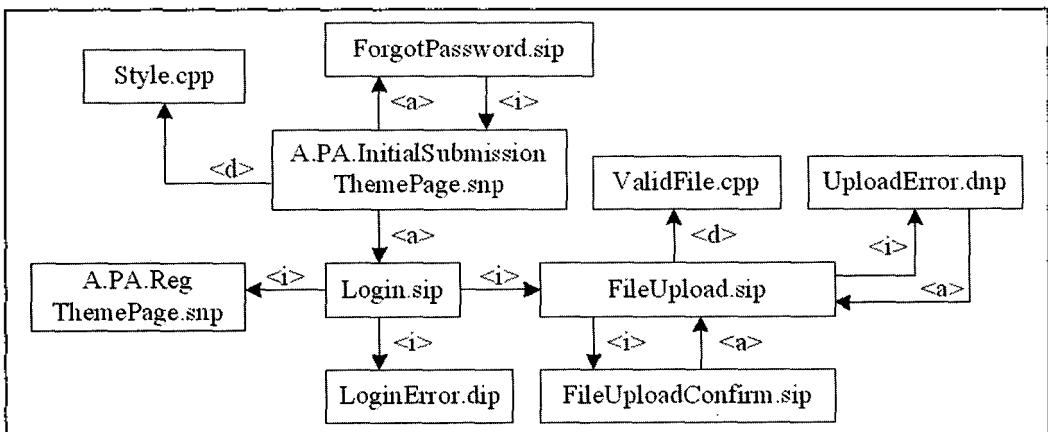 ForgotPassword.sip
Style.cpp
<a>
<i>
<d>
A.PA.InitialSubmission
ThemePage.snp
ValidFile.cpp
UploadError.dnp
<a>
<d>
<i>
A.PA.Reg
ThemePage.snp
<i>
Login.sip
<i>
FileUpload.sip
<a>
<i>
<i>
<a>
LoginError.dip
FileUploadConfirm.sip